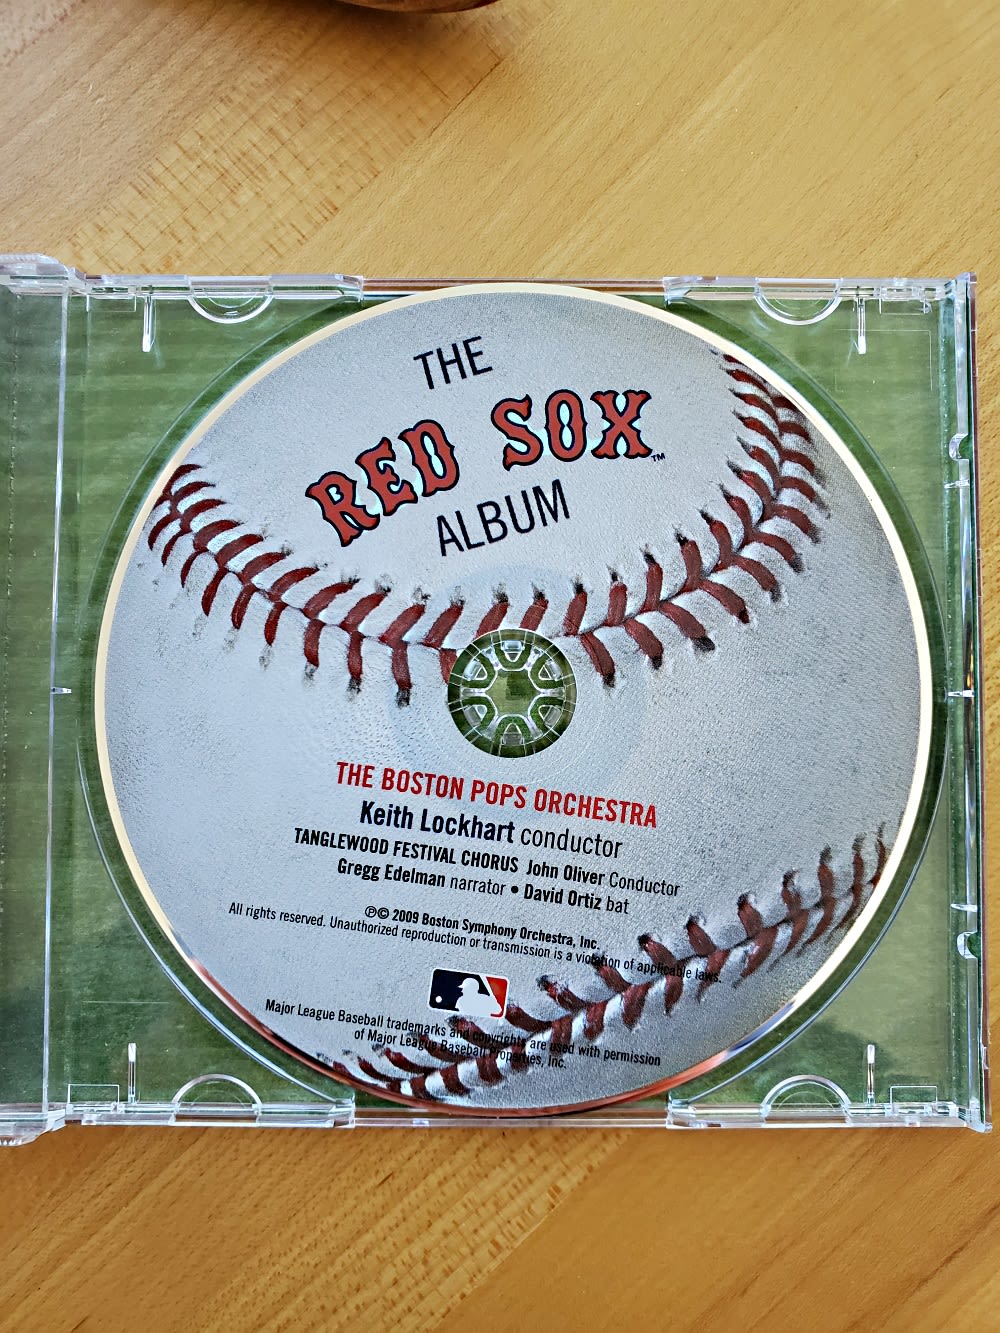 THE
RED SOX™
ALBUM
THE BOSTON POPS ORCHESTRA
Keith Lockhart conductor
TANGLEWOOD FESTIVAL CHORUS John Oliver Conductor
Gregg Edelman narrator • David Ortiz bat
℗© 2009 Boston Symphony Orchestra, Inc.
All rights reserved. Unauthorized reproduction or transmission is a violation of applicable laws.
Major League Baseball trademarks and copyrights are used with permission
of Major League Baseball Properties, Inc.